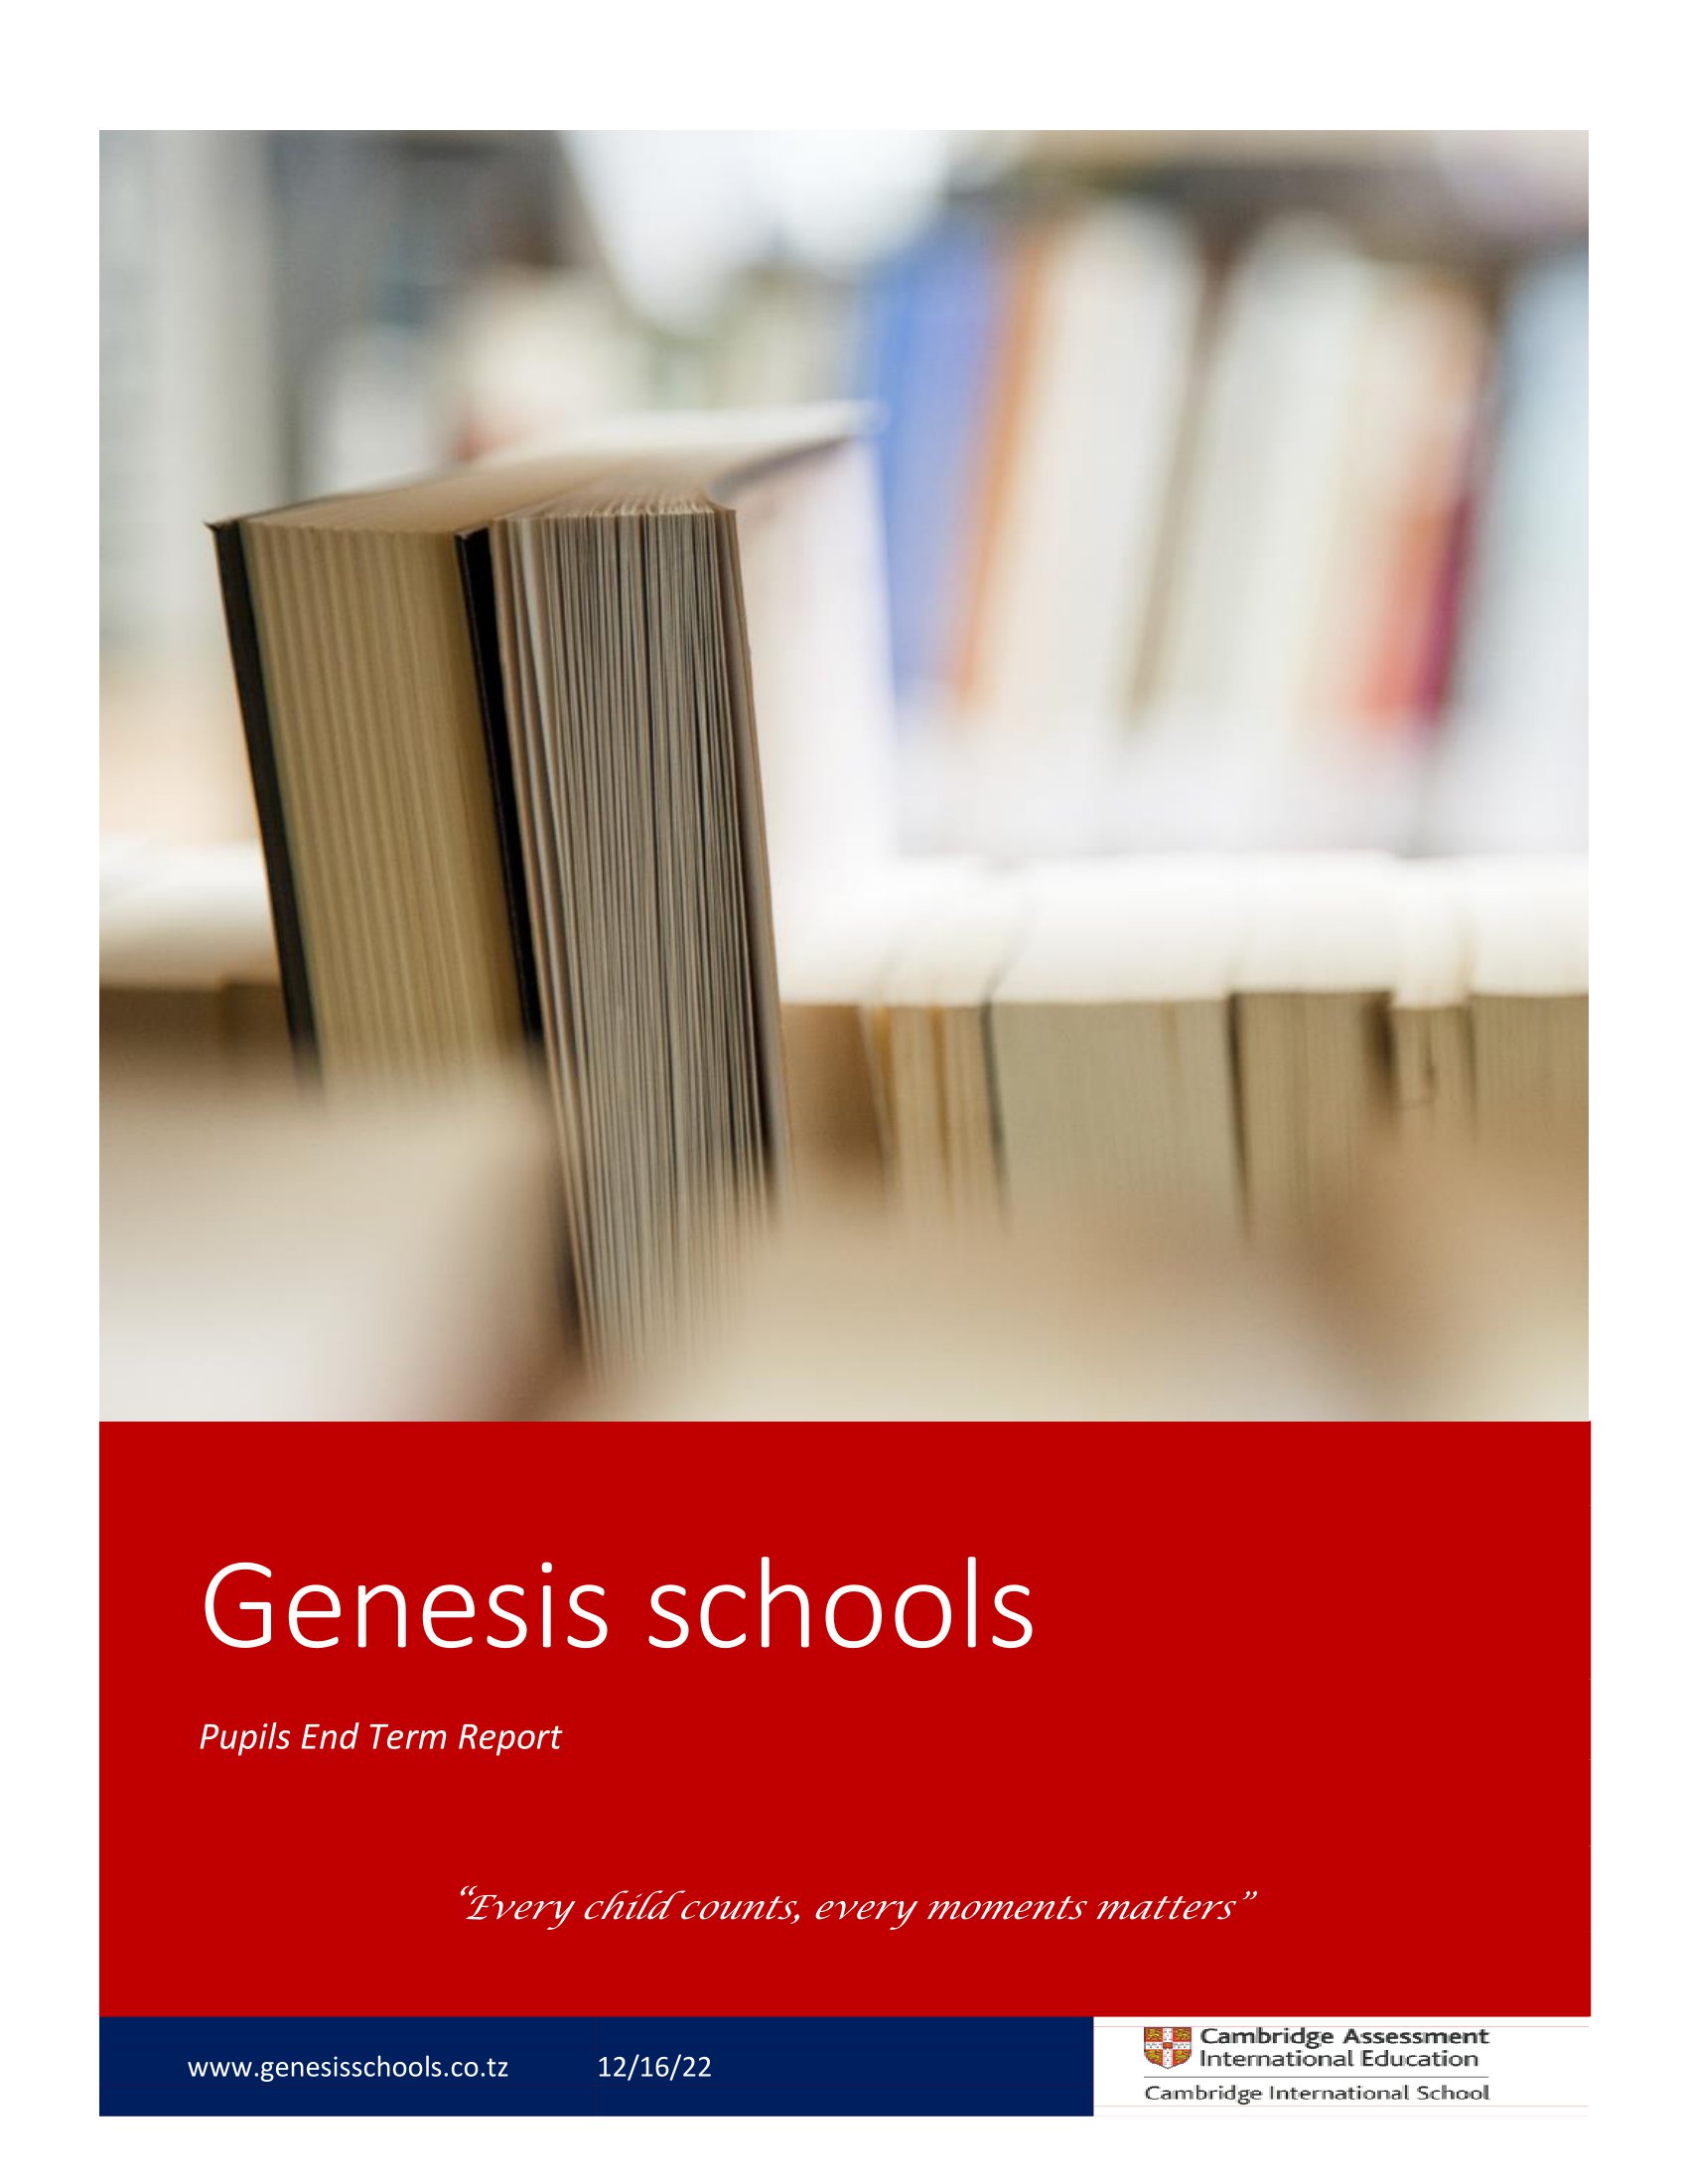 Genesis schools
Pupils End Term Report
“Every child counts, every moments matters”
www.genesisschools.co.tz 12/16/22
Cambridge Assessment
International Education
Cambridge International School